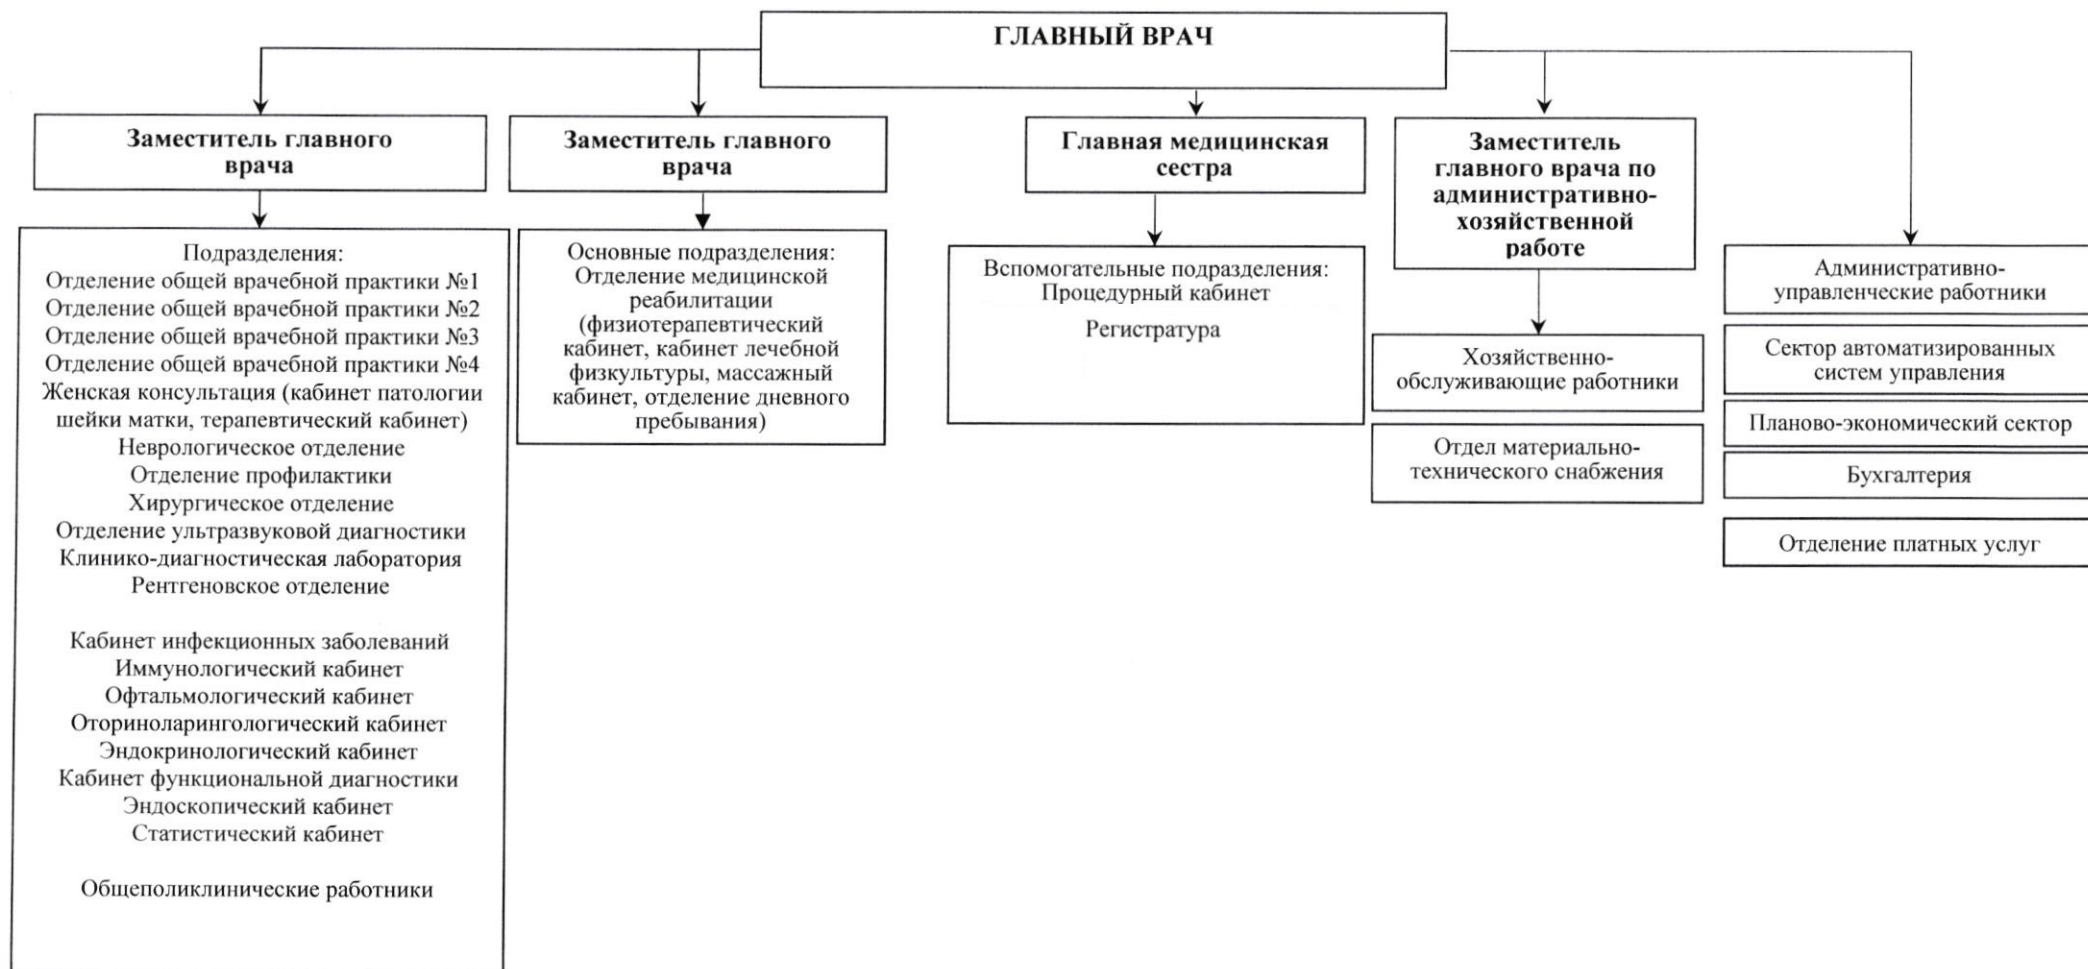 ГЛАВНЫЙ ВРАЧ
Заместитель главного
врача
Заместитель главного
врача
Главная медицинская
сестра
Заместитель
главного врача по
административно-
хозяйственной
работе
Подразделения:
Отделение общей врачебной практики №1
Отделение общей врачебной практики №2
Отделение общей врачебной практики №3
Отделение общей врачебной практики №4
Женская консультация (кабинет патологии
шейки матки, терапевтический кабинет)
Неврологическое отделение
Отделение профилактики
Хирургическое отделение
Отделение ультразвуковой диагностики
Клинико-диагностическая лаборатория
Рентгеновское отделение
Кабинет инфекционных заболеваний
Иммунологический кабинет
Офтальмологический кабинет
Оториноларингологический кабинет
Эндокринологический кабинет
Кабинет функциональной диагностики
Эндоскопический кабинет
Статистический кабинет
Общеполиклинические работники
Основные подразделения:
Отделение медицинской
реабилитации
(физиотерапевтический
кабинет, кабинет лечебной
физкультуры, массажный
кабинет, отделение дневного
пребывания)
Вспомогательные подразделения:
Процедурный кабинет
Регистратура
Хозяйственно-
обслуживающие работники
Отдел материально-
технического снабжения
Административно-
управленческие работники
Сектор автоматизированных
систем управления
Планово-экономический сектор
Бухгалтерия
Отделение платных услуг